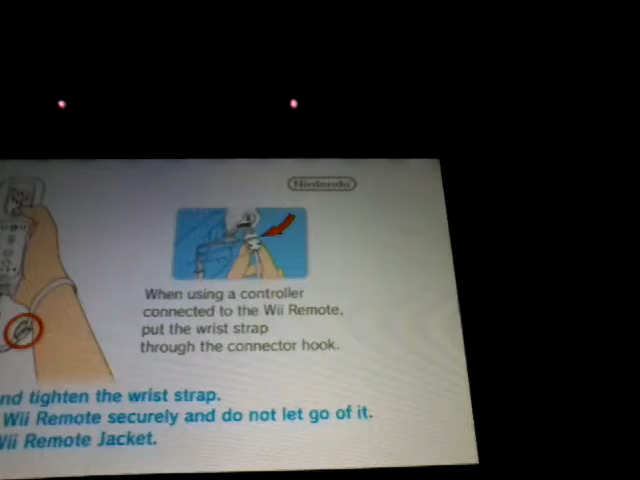 Nintendo
When using a controller
connected to the Wii Remote,
put the wrist strap
through the connector hook.
and tighten the wrist strap.
Wii Remote securely and do not let go of it.
Wii Remote Jacket.